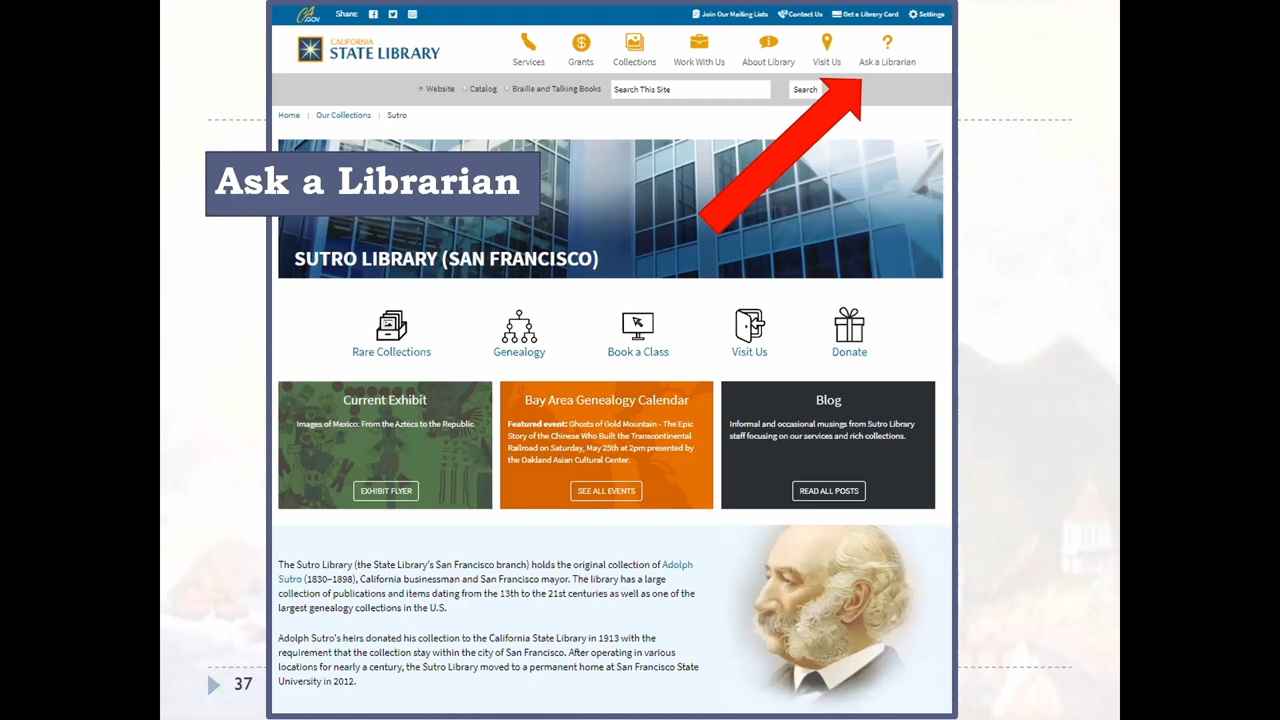 CA.GOV
Share:
Join Our Mailing Lists
Contact Us
Get a Library Card
Settings
CALIFORNIA
STATE LIBRARY
Services
Grants
Collections
Work With Us
About Library
Visit Us
Ask a Librarian
Website
Catalog
Braille and Talking Books
Search This Site
Search
Home | Our Collections | Sutro
Ask a Librarian
SUTRO LIBRARY (SAN FRANCISCO)
Rare Collections
Genealogy
Book a Class
Visit Us
Donate
Current Exhibit
Images of Mexico: From the Aztecs to the Republic
EXHIBIT FLYER
Bay Area Genealogy Calendar
Featured event: Ghosts of Gold Mountain - The Epic
Story of the Chinese Who Built the Transcontinental
Railroad on Saturday, May 25th at 2pm presented by
the Oakland Asian Cultural Center.
SEE ALL EVENTS
Blog
Informal and occasional musings from Sutro Library
staff focusing on our services and rich collections.
READ ALL POSTS
The Sutro Library (the State Library's San Francisco branch) holds the original collection of Adolph
Sutro (1830–1898), California businessman and San Francisco mayor. The library has a large
collection of publications and items dating from the 13th to the 21st centuries as well as one of the
largest genealogy collections in the U.S.
Adolph Sutro's heirs donated his collection to the California State Library in 1913 with the
requirement that the collection stay within the city of San Francisco. After operating in various
locations for nearly a century, the Sutro Library moved to a permanent home at San Francisco State
University in 2012.
37